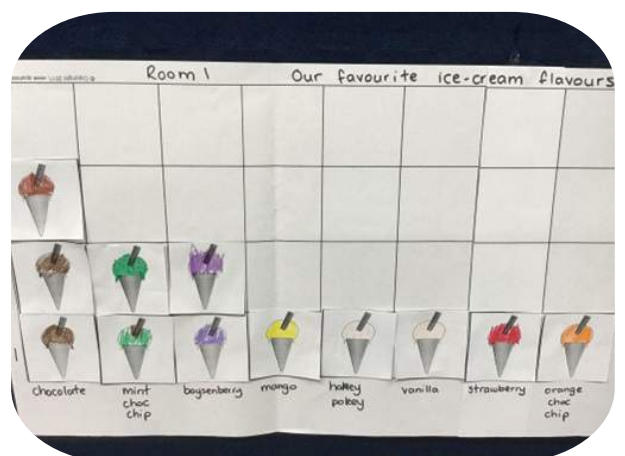 Room 1 Our favourite ice-cream flavours
chocolate mint boysenberry mango hokey vanilla strawberry orange
choc pokey choc
chip chip